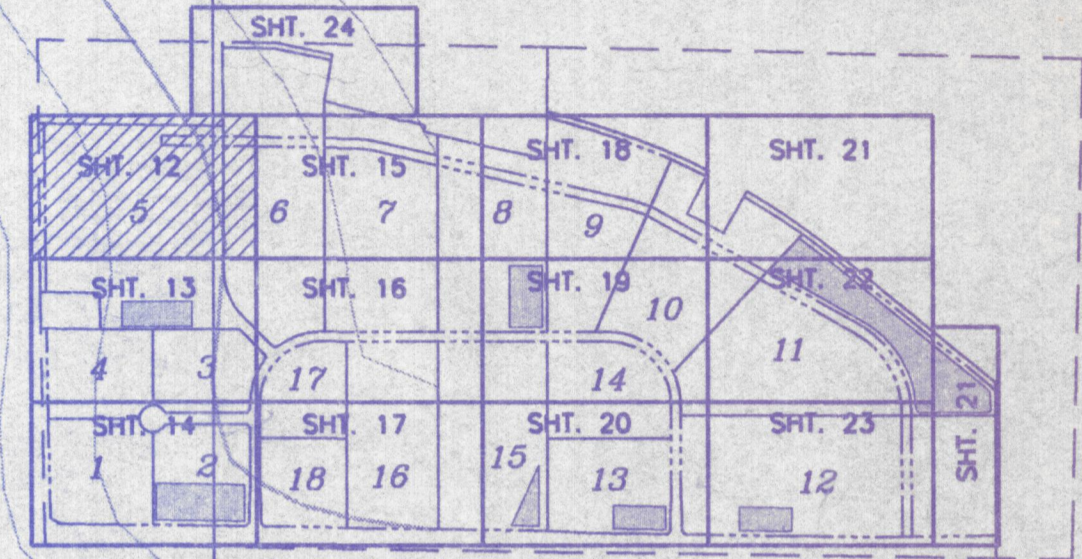 SHT. 24
SHT. 12
SHT. 15
SHT. 18
SHT. 21
5
6
7
8
9
SHT. 13
SHT. 16
SHT. 19
SHT. 22
10
11
4
3
17
14
SHT. 21
SHT. 14
SHT. 17
SHT. 20
SHT. 23
1
2
18
16
15
13
12